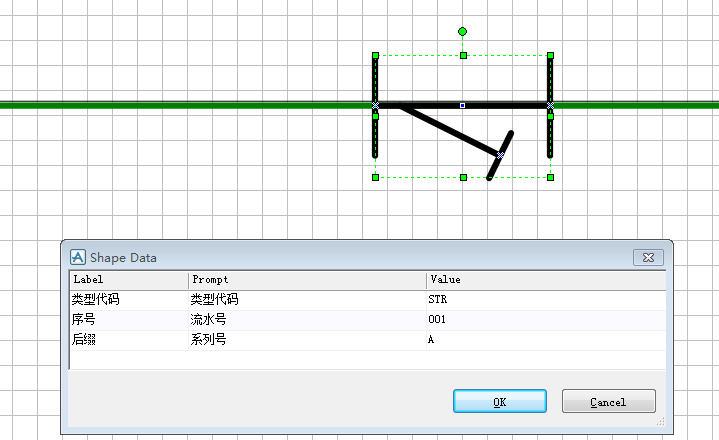 Shape Data
Label Prompt Value
类型代码 类型代码 STR
序号 流水号 001
后缀 系列号 A
OK Cancel